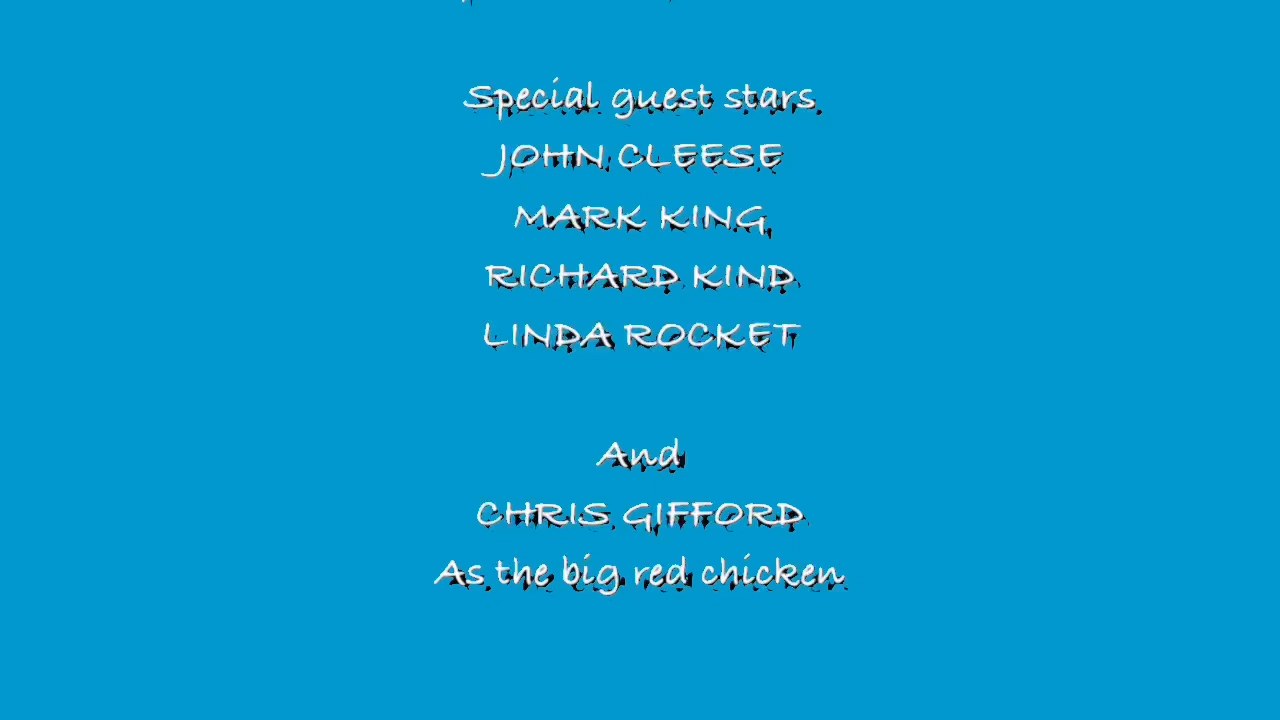 Special guest stars
JOHN CLEESE
MARK KING
RICHARD KIND
LINDA ROCKET
And
CHRIS GIFFORD
As the big red chicken